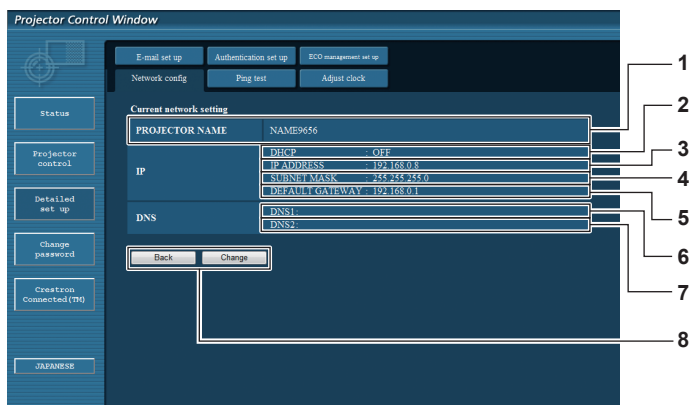 Projector Control Window
E-mail set up
Authentication set up
ECO management set up
Network config
Ping test
Adjust clock
Status
Projector
control
Detailed
set up
Change
password
Crestron
Connected(TM)
JAPANESE
Current network setting
PROJECTOR NAME NAME9656
IP
DHCP : OFF
IP ADDRESS : 192.168.0.8
SUBNET MASK : 255.255.255.0
DEFAULT GATEWAY : 192.168.0.1
DNS
DNS1:
DNS2:
Back
Change
1
2
3
4
5
6
7
8